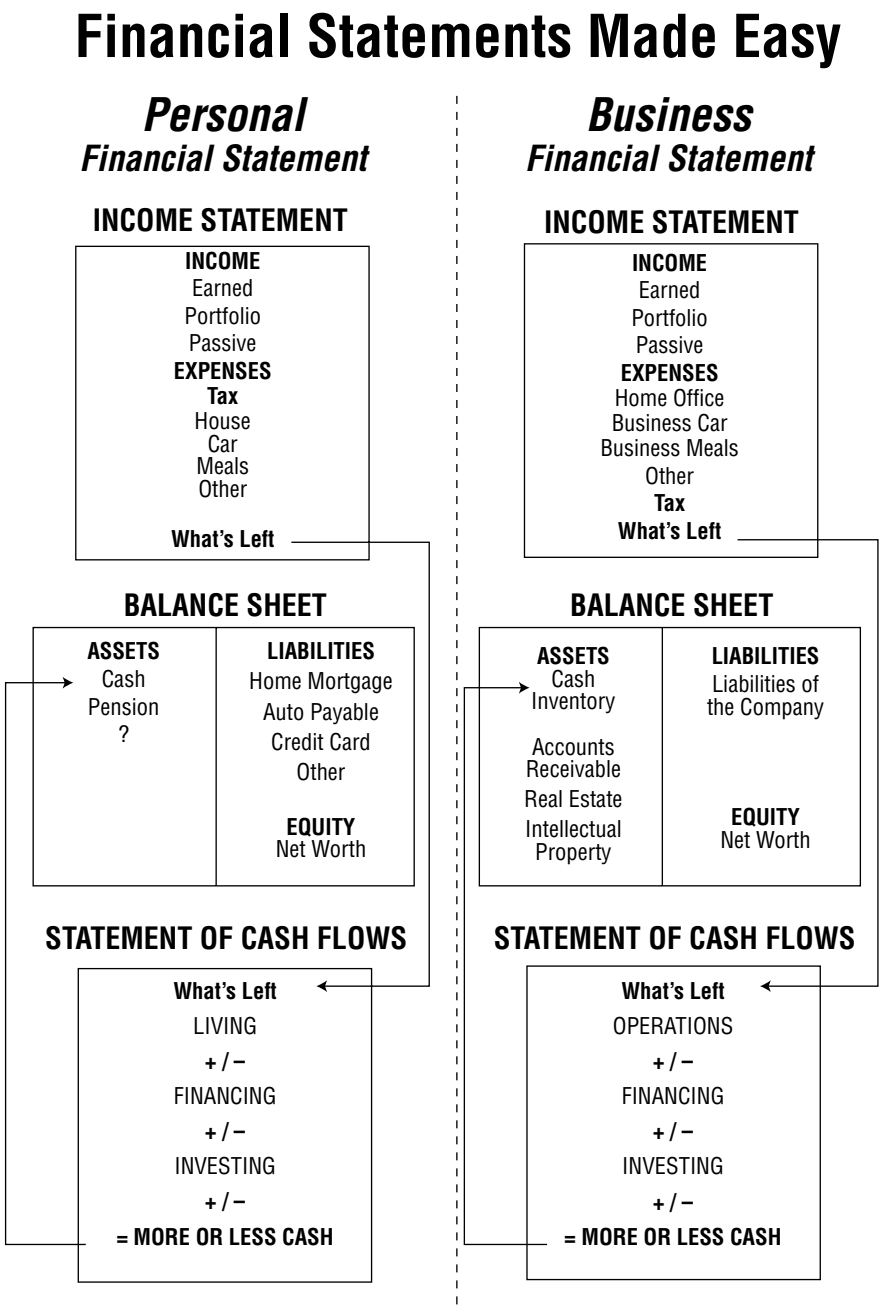 Financial Statements Made Easy
Personal
Financial Statement
INCOME STATEMENT
INCOME
Earned
Portfolio
Passive
EXPENSES
Tax
House
Car
Meals
Other
What's Left
BALANCE SHEET
ASSETS
Cash
Pension
?
LIABILITIES
Home Mortgage
Auto Payable
Credit Card
Other
EQUITY
Net Worth
STATEMENT OF CASH FLOWS
What's Left
LIVING
+ / –
FINANCING
+ / –
INVESTING
+ / –
= MORE OR LESS CASH
Business
Financial Statement
INCOME STATEMENT
INCOME
Earned
Portfolio
Passive
EXPENSES
Home Office
Business Car
Business Meals
Other
Tax
What's Left
BALANCE SHEET
ASSETS
Cash
Inventory
Accounts
Receivable
Real Estate
Intellectual
Property
LIABILITIES
Liabilities of
the Company
EQUITY
Net Worth
STATEMENT OF CASH FLOWS
What's Left
OPERATIONS
+ / –
FINANCING
+ / –
INVESTING
+ / –
= MORE OR LESS CASH